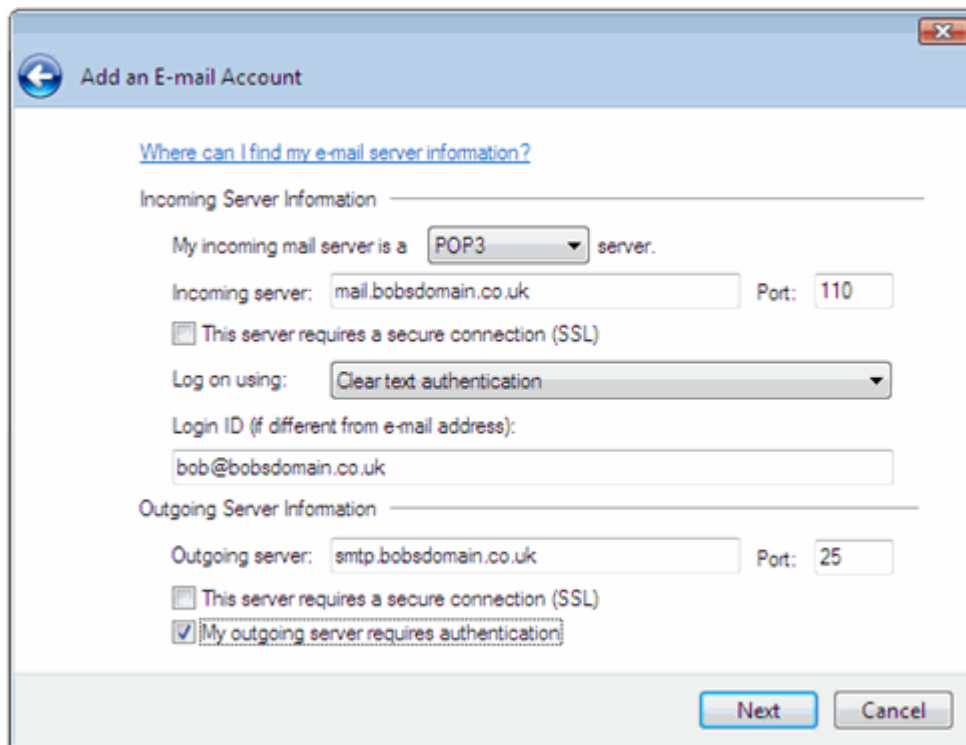 Add an E-mail Account
Where can I find my e-mail server information?
Incoming Server Information
My incoming mail server is a POP3 server.
Incoming server: mail.bobsdomain.co.uk Port: 110
This server requires a secure connection (SSL)
Log on using: Clear text authentication
Login ID (if different from e-mail address):
bob@bobsdomain.co.uk
Outgoing Server Information
Outgoing server: smtp.bobsdomain.co.uk Port: 25
This server requires a secure connection (SSL)
My outgoing server requires authentication
Next Cancel